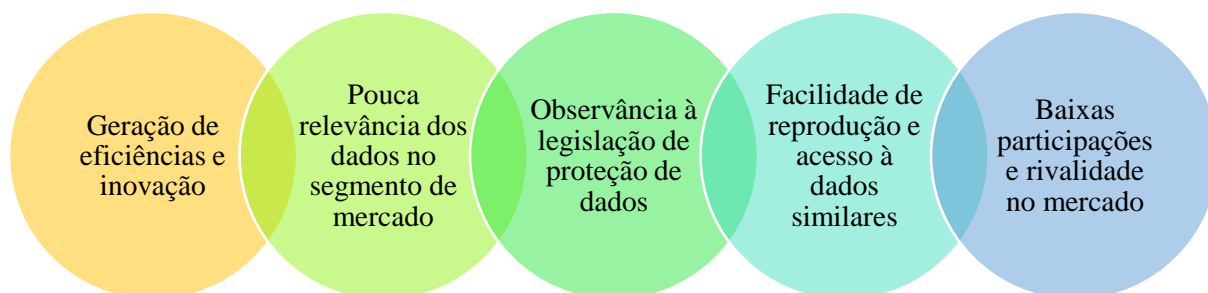 Geração de
eficiências e
inovação
Pouca
relevância dos
dados no
segmento de
mercado
Observância à
legislação de
proteção de
dados
Facilidade de
reprodução e
acesso à
dados
similares
Baixas
participações
e rivalidade
no mercado